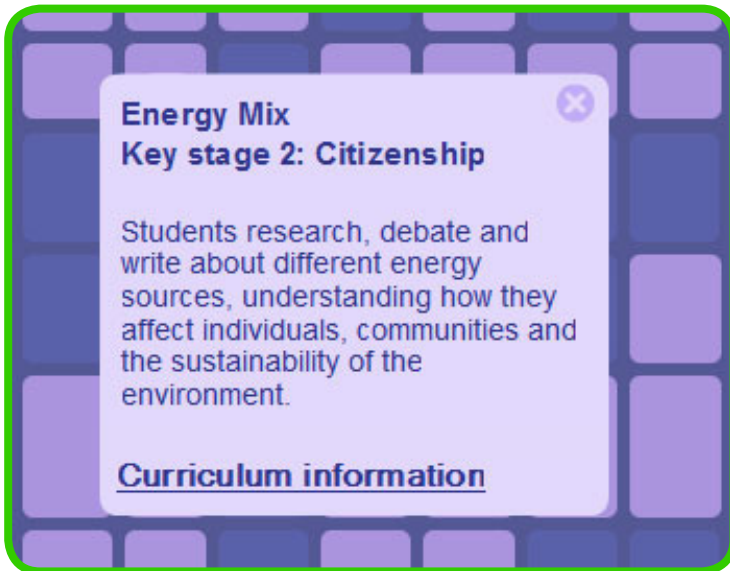 Energy Mix
Key stage 2: Citizenship
Students research, debate and
write about different energy
sources, understanding how they
affect individuals, communities and
the sustainability of the
environment.
Curriculum information